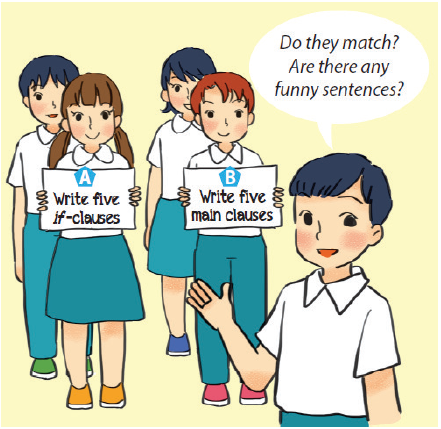 Do they match?
Are there any
funny sentences?
A
Write five
if-clauses
B
Write five
main clauses